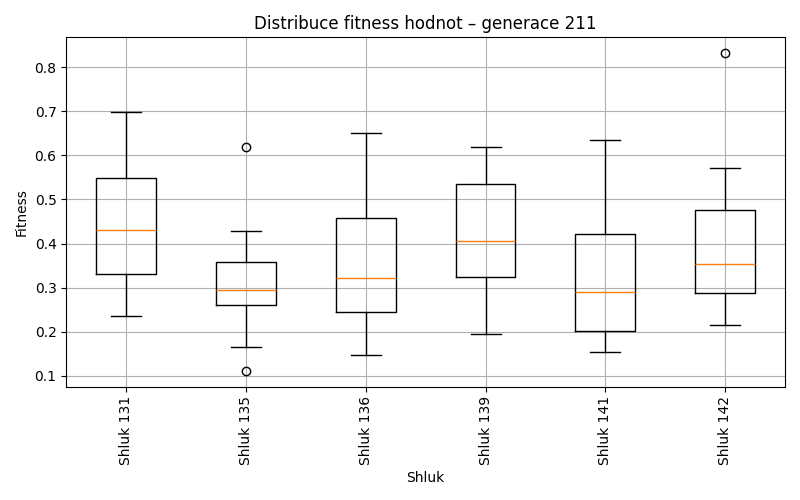 Distribuce fitness hodnot – generace 211
Fitness
0.8
0.7
0.6
0.5
0.4
0.3
0.2
0.1
Shluk 131
Shluk 135
Shluk 136
Shluk 139
Shluk 141
Shluk 142
Shluk